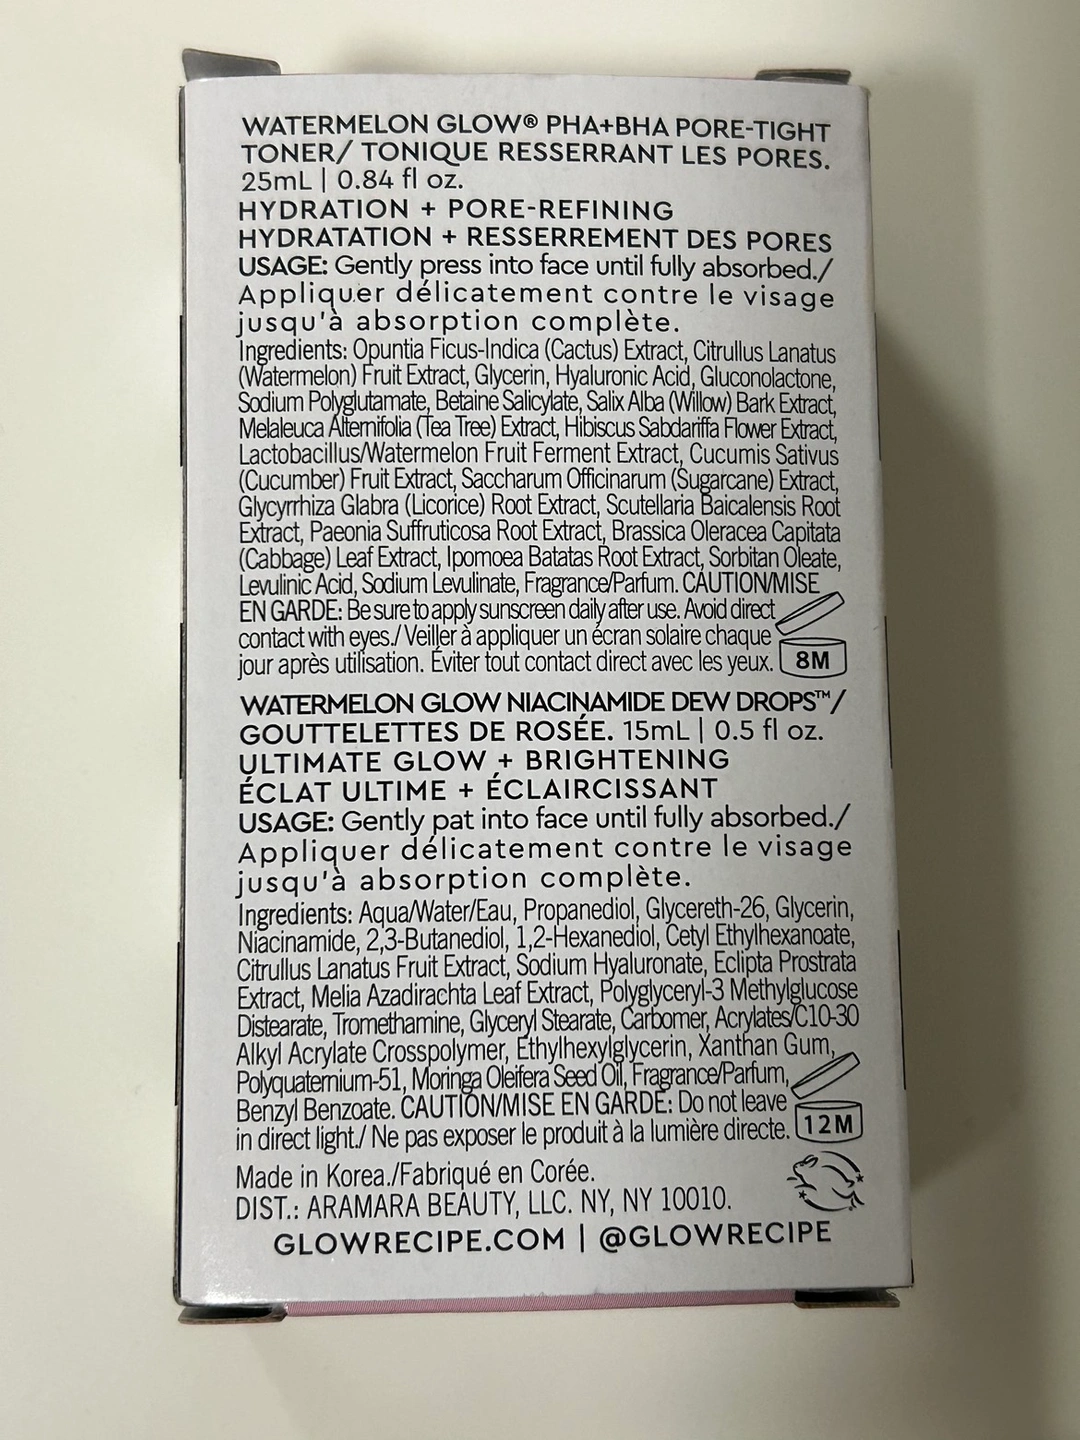 WATERMELON GLOW® PHA+BHA PORE-TIGHT
TONER/ TONIQUE RESSERRANT LES PORES.
25mL | 0.84 fl oz.
HYDRATION + PORE-REFINING
HYDRATATION + RESSERREMENT DES PORES
USAGE: Gently press into face until fully absorbed./
Appliquer délicatement contre le visage
jusqu'à absorption complète.
Ingredients: Opuntia Ficus-Indica (Cactus) Extract, Citrullus Lanatus
(Watermelon) Fruit Extract, Glycerin, Hyaluronic Acid, Gluconolactone,
Sodium Polyglutamate, Betaine Salicylate, Salix Alba (Willow) Bark Extract,
Melaleuca Alternifolia (Tea Tree) Extract, Hibiscus Sabdariffa Flower Extract,
Lactobacillus/Watermelon Fruit Ferment Extract, Cucumis Sativus
(Cucumber) Fruit Extract, Saccharum Officinarum (Sugarcane) Extract,
Glycyrrhiza Glabra (Licorice) Root Extract, Scutellaria Baicalensis Root
Extract, Paeonia Suffruticosa Root Extract, Brassica Oleracea Capitata
(Cabbage) Leaf Extract, Ipomoea Batatas Root Extract, Sorbitan Oleate,
Levulinic Acid, Sodium Levulinate, Fragrance/Parfum. CAUTION/MISE
EN GARDE: Be sure to apply sunscreen daily after use. Avoid direct
contact with eyes./ Veiller à appliquer un écran solaire chaque
jour après utilisation. Éviter tout contact direct avec les yeux. 8M
WATERMELON GLOW NIACINAMIDE DEW DROPS™/
GOUTTELETTES DE ROSÉE. 15mL | 0.5 fl oz.
ULTIMATE GLOW + BRIGHTENING
ÉCLAT ULTIME + ÉCLAIRCISSANT
USAGE: Gently pat into face until fully absorbed./
Appliquer délicatement contre le visage
jusqu'à absorption complète.
Ingredients: Aqua/Water/Eau, Propanediol, Glycereth-26, Glycerin,
Niacinamide, 2,3-Butanediol, 1,2-Hexanediol, Cetyl Ethylhexanoate,
Citrullus Lanatus Fruit Extract, Sodium Hyaluronate, Eclipta Prostrata
Extract, Melia Azadirachta Leaf Extract, Polyglyceryl-3 Methylglucose
Distearate, Tromethamine, Glyceryl Stearate, Carbomer, Acrylates/C10-30
Alkyl Acrylate Crosspolymer, Ethylhexylglycerin, Xanthan Gum,
Polyquaternium-51, Moringa Oleifera Seed Oil, Fragrance/Parfum,
Benzyl Benzoate. CAUTION/MISE EN GARDE: Do not leave
in direct light./ Ne pas exposer le produit à la lumière directe. 12M
Made in Korea./Fabriqué en Corée.
DIST.: ARAMARA BEAUTY, LLC. NY, NY 10010.
GLOWRECIPE.COM | @GLOWRECIPE